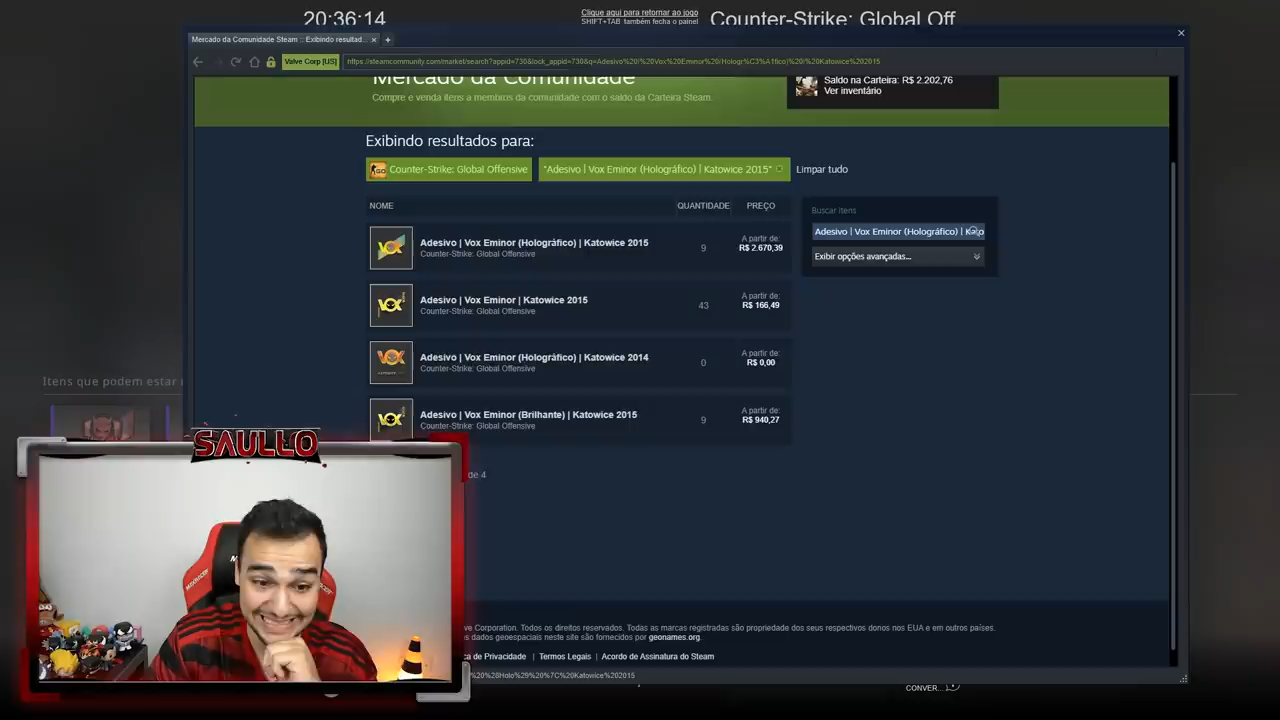 20:36:14
Clique aqui para retornar ao jogo
SHIFT+TAB também fecha o painel
Counter-Strike: Global Off
Mercado da Comunidade Steam :: Exibindo resultad...
Valve Corp [US]
Mercado da Comunidade
Compre e venda itens a membros da comunidade com o saldo da Carteira Steam.
Saldo na Carteira: R$ 2.202,76
Ver inventário
Exibindo resultados para:
Counter-Strike: Global Offensive
"Adesivo | Vox Eminor (Holográfico) | Katowice 2015"
Limpar tudo
NOME QUANTIDADE PREÇO
Adesivo | Vox Eminor (Holográfico) | Katowice 2015
Counter-Strike: Global Offensive
9
A partir de:
R$ 2.670,39
Adesivo | Vox Eminor | Katowice 2015
Counter-Strike: Global Offensive
43
A partir de:
R$ 166,49
Adesivo | Vox Eminor (Holográfico) | Katowice 2014
Counter-Strike: Global Offensive
0
A partir de:
R$ 0,00
Adesivo | Vox Eminor (Brilhante) | Katowice 2015
Counter-Strike: Global Offensive
9
A partir de:
R$ 940,27
Buscar itens
Adesivo | Vox Eminor (Holográfico) |
Exibir opções avançadas...
Itens que podem estar
de 4
SAULLO
Corporation. Todos os direitos reservados. Todas as marcas registradas são propriedade dos seus respectivos donos nos EUA e em outros países.
dados geoespaciais neste site são fornecidos por geonames.org.
de Privacidade | Termos Legais | Acordo de Assinatura do Steam
%20%28Holo%29%20%7C%20Katowice%202015
CONVER...